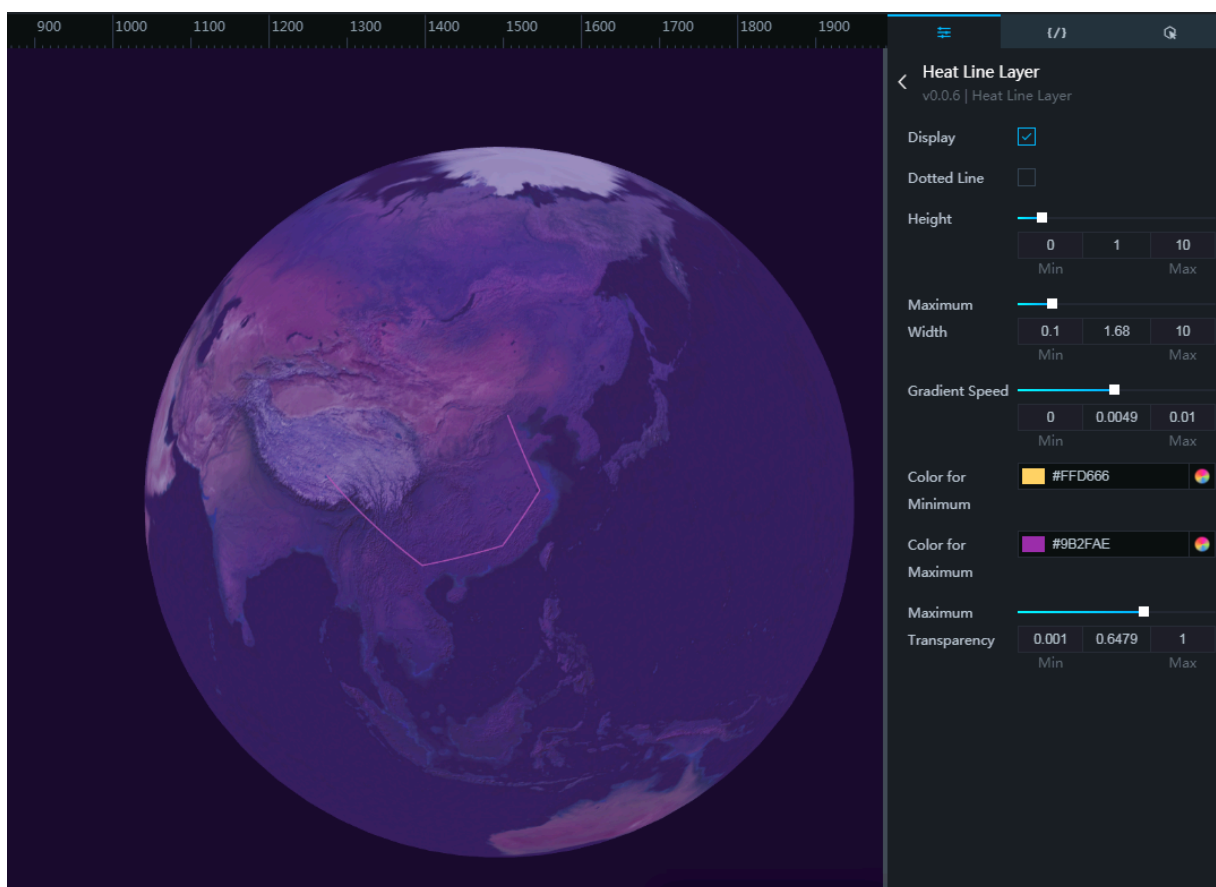 900 1000 1100 1200 1300 1400 1500 1600 1700 1800 1900
{/}
Heat Line Layer
v0.0.6 | Heat Line Layer
Display
Dotted Line
Height
0 1 10
Min Max
Maximum
Width 0.1 1.68 10
Min Max
Gradient Speed
0 0.0049 0.01
Min Max
Color for #FFD666
Minimum
Color for #9B2FAE
Maximum
Maximum
Transparency 0.001 0.6479 1
Min Max